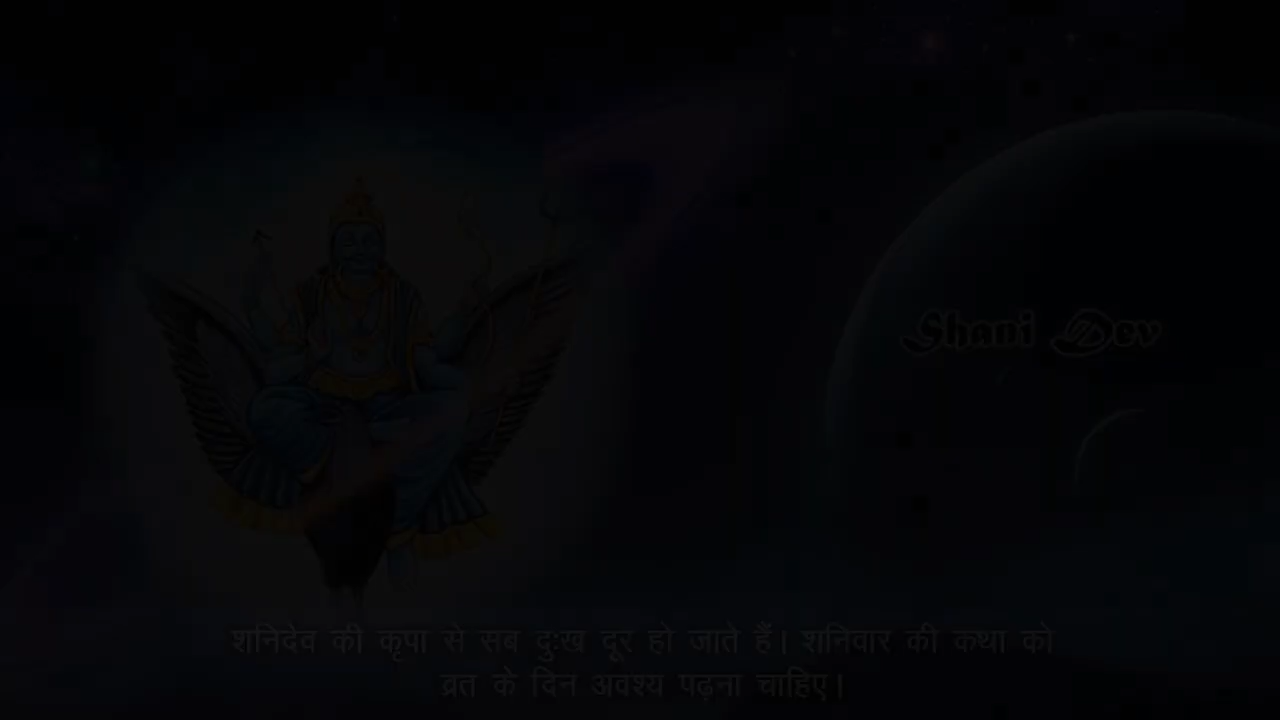 Shani Dev
शनिदेव की कृपा से सब दुःख दूर हो जाते हैं। शनिवार की कथा को
व्रत के दिन अवश्य पढ़ना चाहिए।